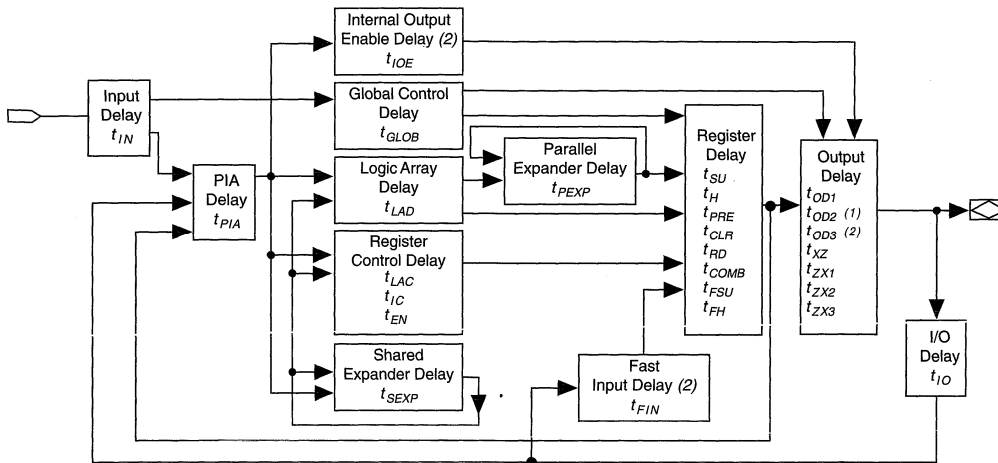 Internal Output
Enable Delay (2)
tIOE
Input
Delay
tIN
Global Control
Delay
tGLOB
PIA
Delay
tPIA
Logic Array
Delay
tLAD
Parallel
Expander Delay
tPEXP
Register
Control Delay
tLAC
tIC
tEN
Shared
Expander Delay
tSEXP
Fast
Input Delay (2)
tFIN
Register
Delay
tSU
tH
tPRE
tCLR
tRD
tCOMB
tFSU
tFH
Output
Delay
tOD1
tOD2 (1)
tOD3 (2)
tXZ
tZX1
tZX2
tZX3
I/O
Delay
tIO